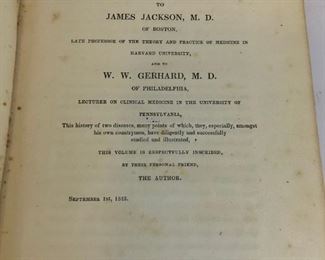 TO
JAMES JACKSON, M. D.
OF BOSTON,
LATE PROFESSOR OF THE THEORY AND PRACTICE OF MEDICINE IN
HARVARD UNIVERSITY,
AND TO
W. W. GERHARD, M. D.
OF PHILADELPHIA,
LECTURER ON CLINICAL MEDICINE IN THE UNIVERSITY OF
PENNSYLVANIA,
This history of two diseases, many points of which, they, especially, amongst
his own countrymen, have diligently and successfully
studied and illustrated,
THIS VOLUME IS RESPECTFULLY INSCRIBED,
BY THEIR PERSONAL FRIEND,
THE AUTHOR.
SEPTEMBER 1st,